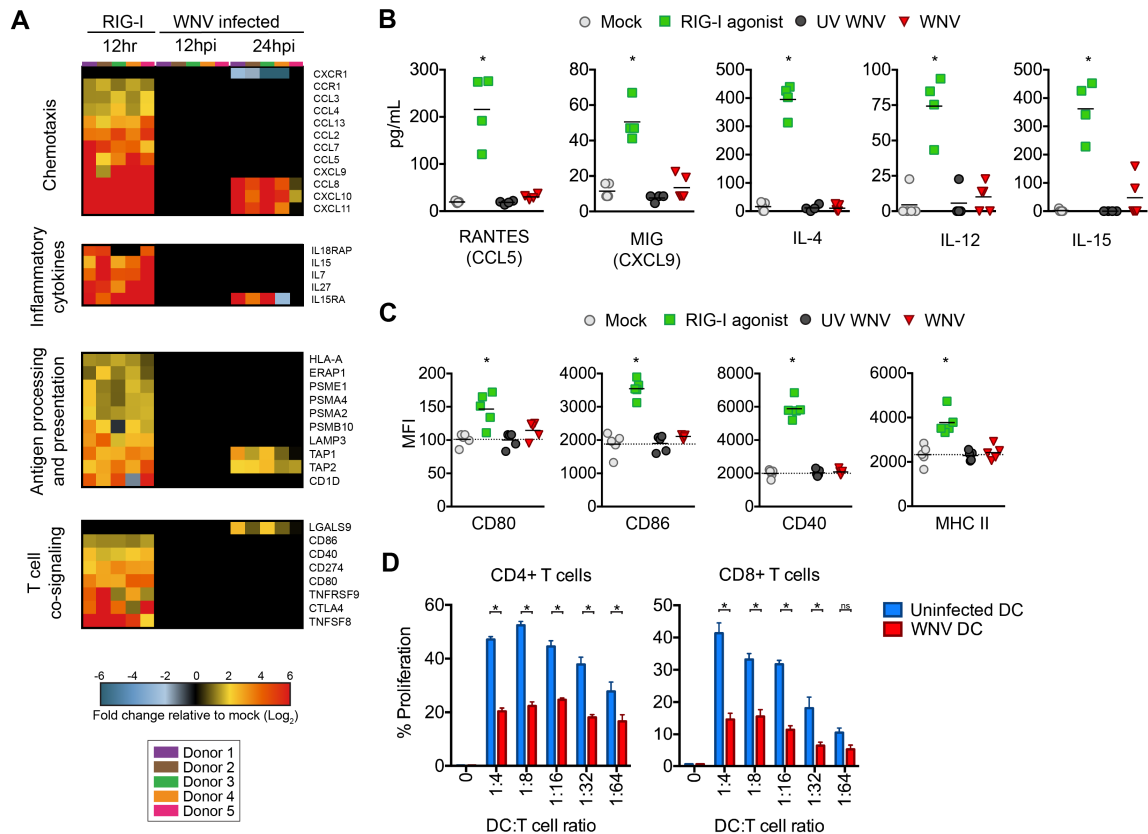 A
RIG-I
WNV infected
12hr
12hpi
24hpi
Chemotaxis
CXCR1
CCR1
CCL3
CCL4
CCL13
CCL2
CCL7
CCL5
CXCL9
CCL8
CXCL10
CXCL11
Inflammatory
cytokines
IL18RAP
IL15
IL7
IL27
IL15RA
Antigen processing
and presentation
HLA-A
ERAP1
PSME1
PSMA4
PSMA2
PSMB10
LAMP3
TAP1
TAP2
CD1D
T cell
co-signaling
LGALS9
CD86
CD40
CD274
CD80
TNFRSF9
CTLA4
TNFSF8
-6 -4 -2 0 2 4 6
Fold change relative to mock (Log2)
Donor 1
Donor 2
Donor 3
Donor 4
Donor 5
B
Mock RIG-I agonist UV WNV WNV
pg/mL
300
200
100
0
*
RANTES
(CCL5)
80
60
40
20
0
*
MIG
(CXCL9)
500
400
300
200
100
0
*
IL-4
100
75
50
25
0
*
IL-12
500
400
300
200
100
0
*
IL-15
C
Mock RIG-I agonist UV WNV WNV
MFI
200
150
100
50
0
*
CD80
4000
3000
2000
1000
0
*
CD86
8000
6000
4000
2000
0
*
CD40
6000
4000
2000
0
*
MHC II
D
CD4+ T cells
% Proliferation
60
40
20
0
* * * * *
0 1:4 1:8 1:16 1:32 1:64
DC:T cell ratio
CD8+ T cells
50
40
30
20
10
0
* * * * ns
0 1:4 1:8 1:16 1:32 1:64
DC:T cell ratio
Uninfected DC
WNV DC